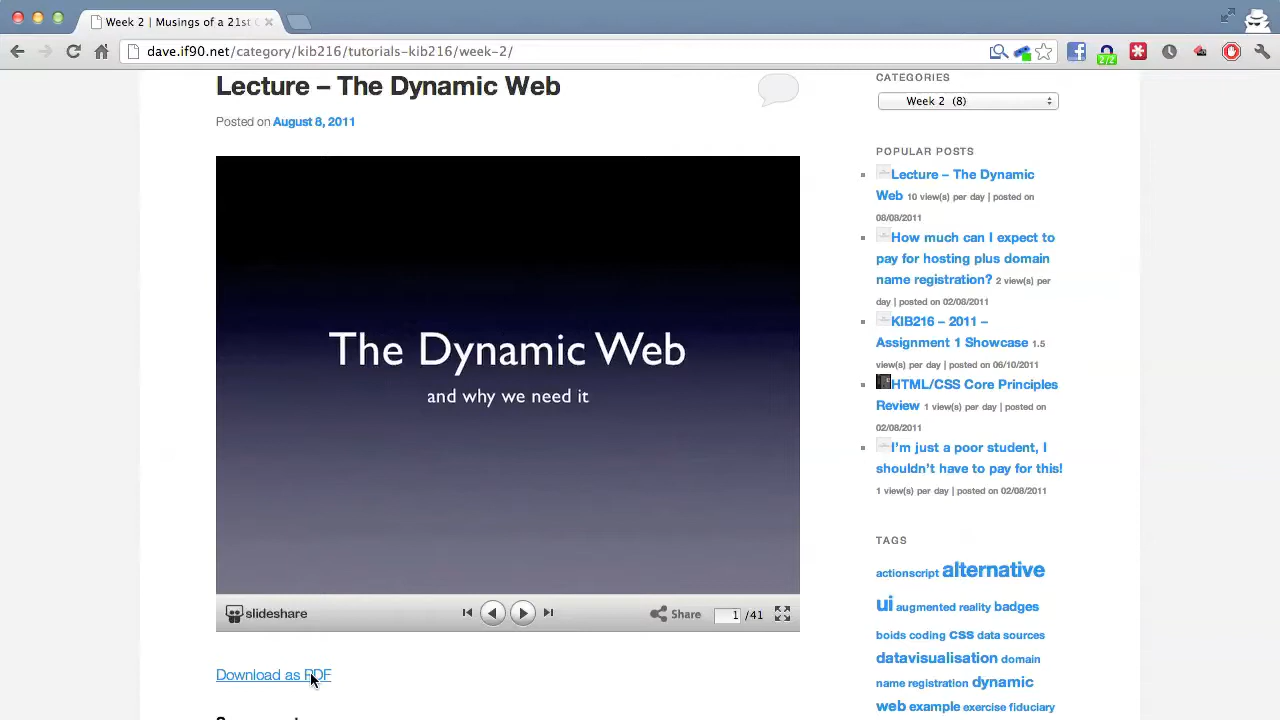 Week 2 | Musings of a 21st
dave.if90.net/category/kib216/tutorials-kib216/week-2/
2/2
Lecture – The Dynamic Web
Posted on August 8, 2011
The Dynamic Web
and why we need it
slideshare
Share
1 /41
Download as PDF
CATEGORIES
Week 2 (8)
POPULAR POSTS
Lecture – The Dynamic
Web 10 view(s) per day | posted on
08/08/2011
How much can I expect to
pay for hosting plus domain
name registration? 2 view(s) per
day | posted on 02/08/2011
KIB216 – 2011 –
Assignment 1 Showcase 1.5
view(s) per day | posted on 06/10/2011
HTML/CSS Core Principles
Review 1 view(s) per day | posted on
02/08/2011
I'm just a poor student, I
shouldn't have to pay for this!
1 view(s) per day | posted on 02/08/2011
TAGS
actionscript alternative
ui augmented reality badges
boids coding css data sources
datavisualisation domain
name registration dynamic
web example exercise fiduciary